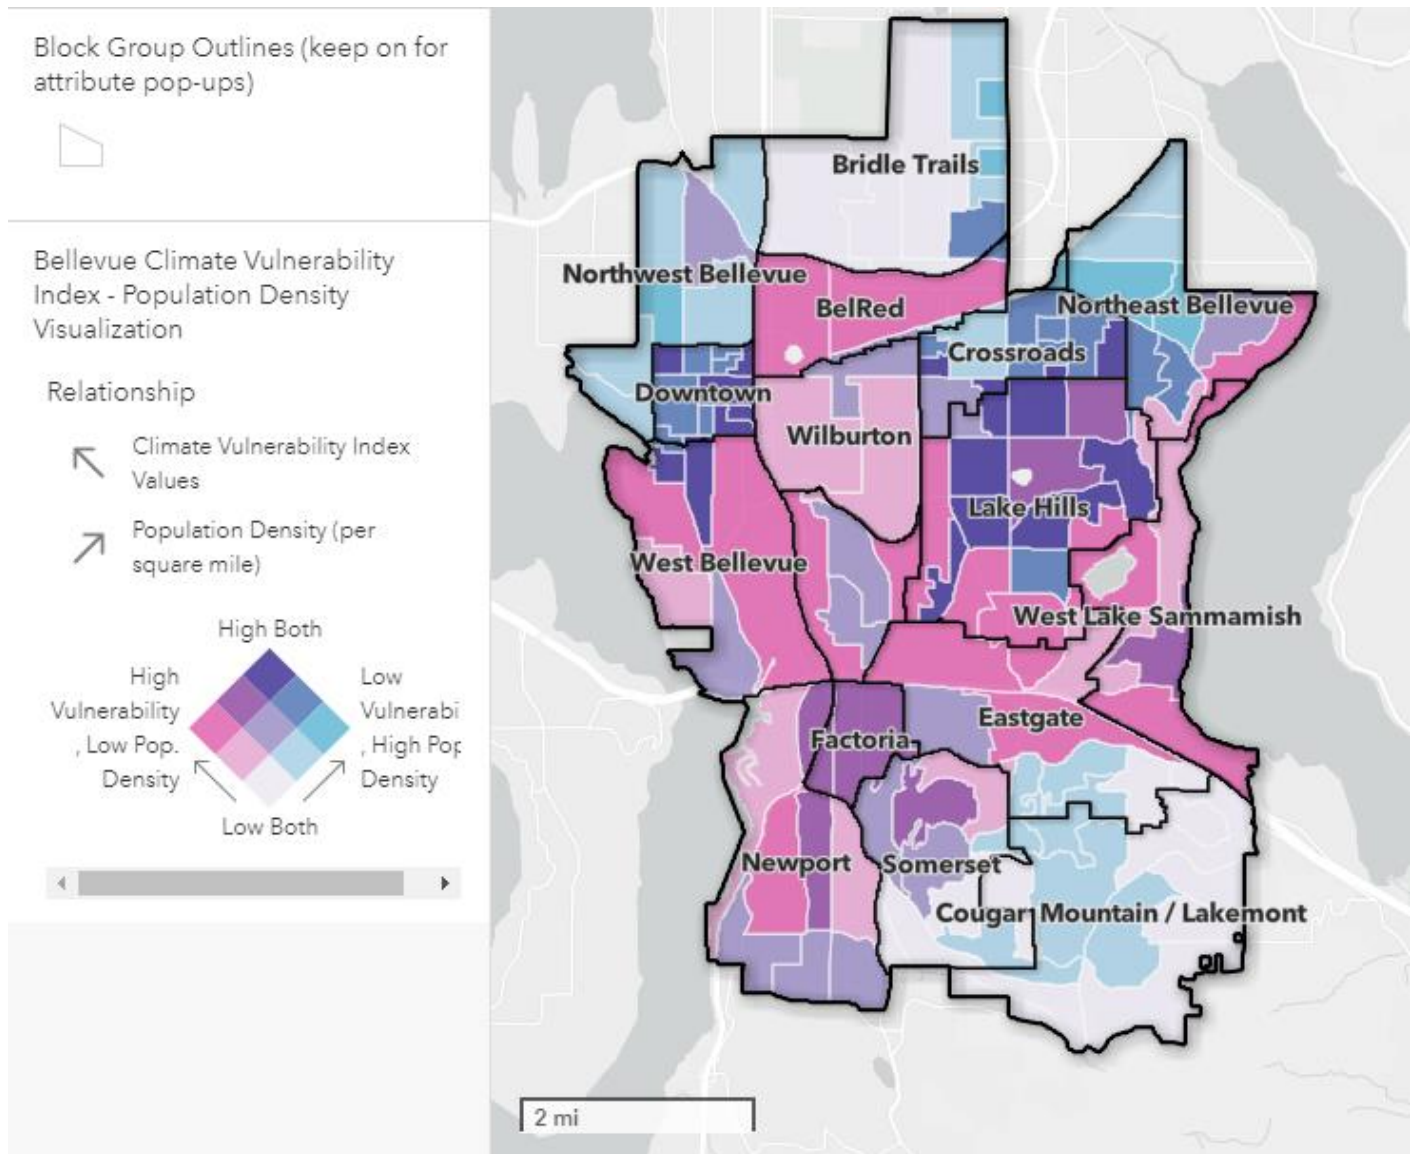 Block Group Outlines (keep on for
attribute pop-ups)
Bellevue Climate Vulnerability
Index - Population Density
Visualization
Relationship
Climate Vulnerability Index
Values
Population Density (per
square mile)
High Both
High
Vulnerability
, Low Pop.
Density
Low
Vulnerabi
, High Pop
Density
Low Both
Bridle Trails
Northwest Bellevue
BelRed
Northeast Bellevue
Crossroads
Downtown
Wilburton
Lake Hills
West Bellevue
West Lake Sammamish
Eastgate
Factoria
Newport
Somerset
Cougar Mountain / Lakemont
2 mi